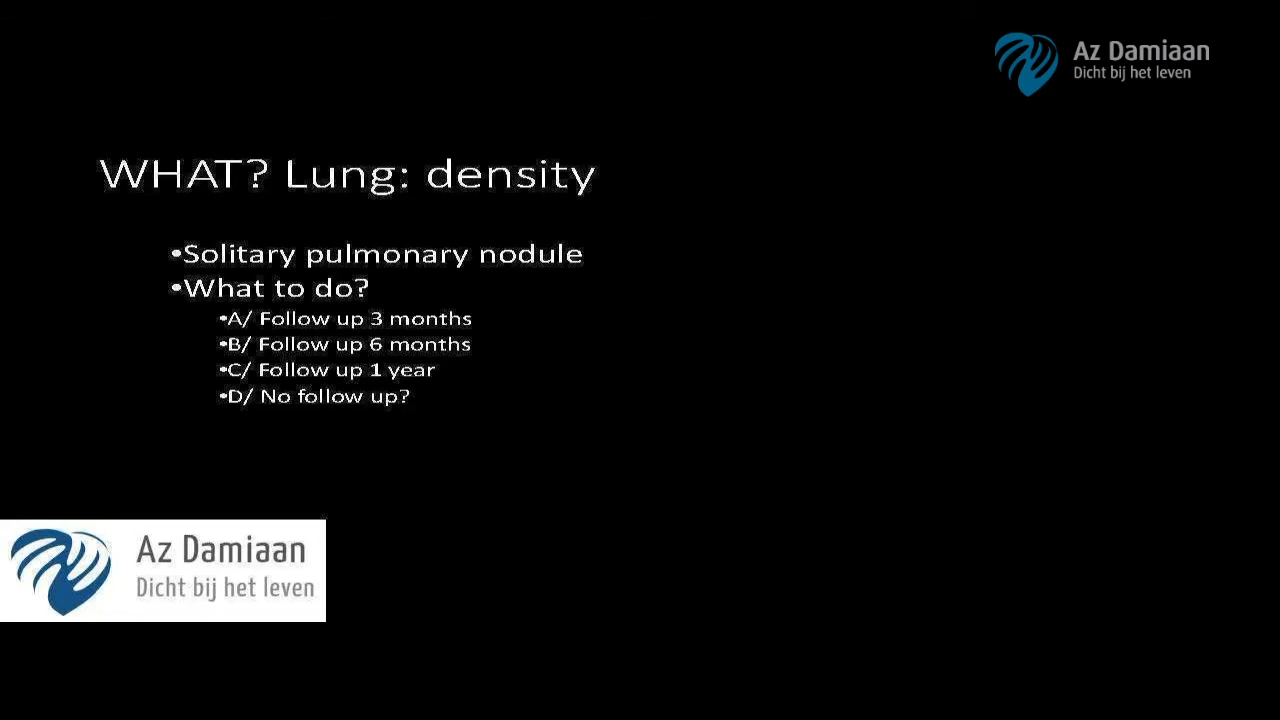 Az Damiaan
Dicht bij het leven
WHAT? Lung: density
•Solitary pulmonary nodule
•What to do?
•A/ Follow up 3 months
•B/ Follow up 6 months
•C/ Follow up 1 year
•D/ No follow up?
Az Damiaan
Dicht bij het leven